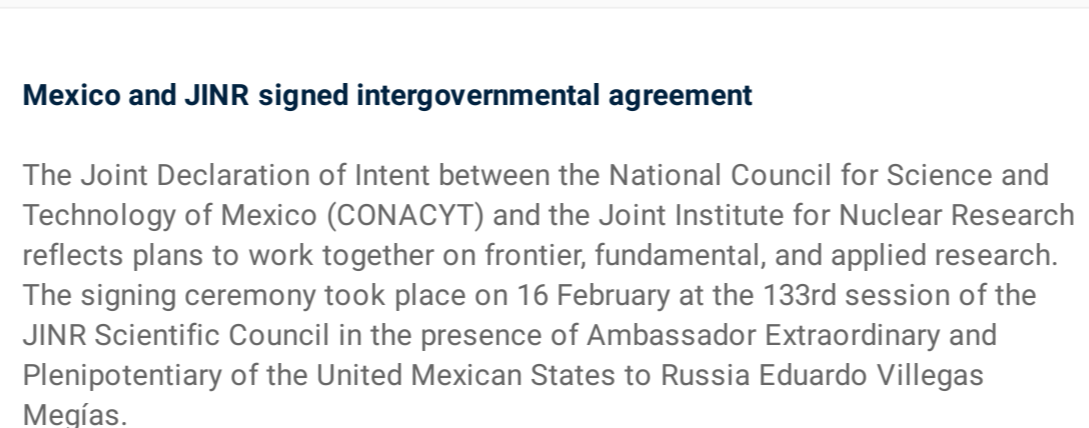 Mexico and JINR signed intergovernmental agreement
The Joint Declaration of Intent between the National Council for Science and
Technology of Mexico (CONACYT) and the Joint Institute for Nuclear Research
reflects plans to work together on frontier, fundamental, and applied research.
The signing ceremony took place on 16 February at the 133rd session of the
JINR Scientific Council in the presence of Ambassador Extraordinary and
Plenipotentiary of the United Mexican States to Russia Eduardo Villegas
Megías.